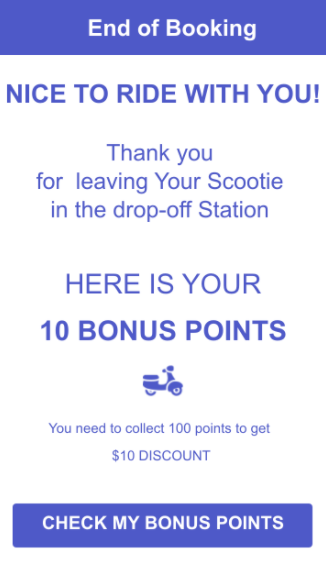 End of Booking
NICE TO RIDE WITH YOU!
Thank you
for leaving Your Scootie
in the drop-off Station
HERE IS YOUR
10 BONUS POINTS
You need to collect 100 points to get
$10 DISCOUNT
CHECK MY BONUS POINTS